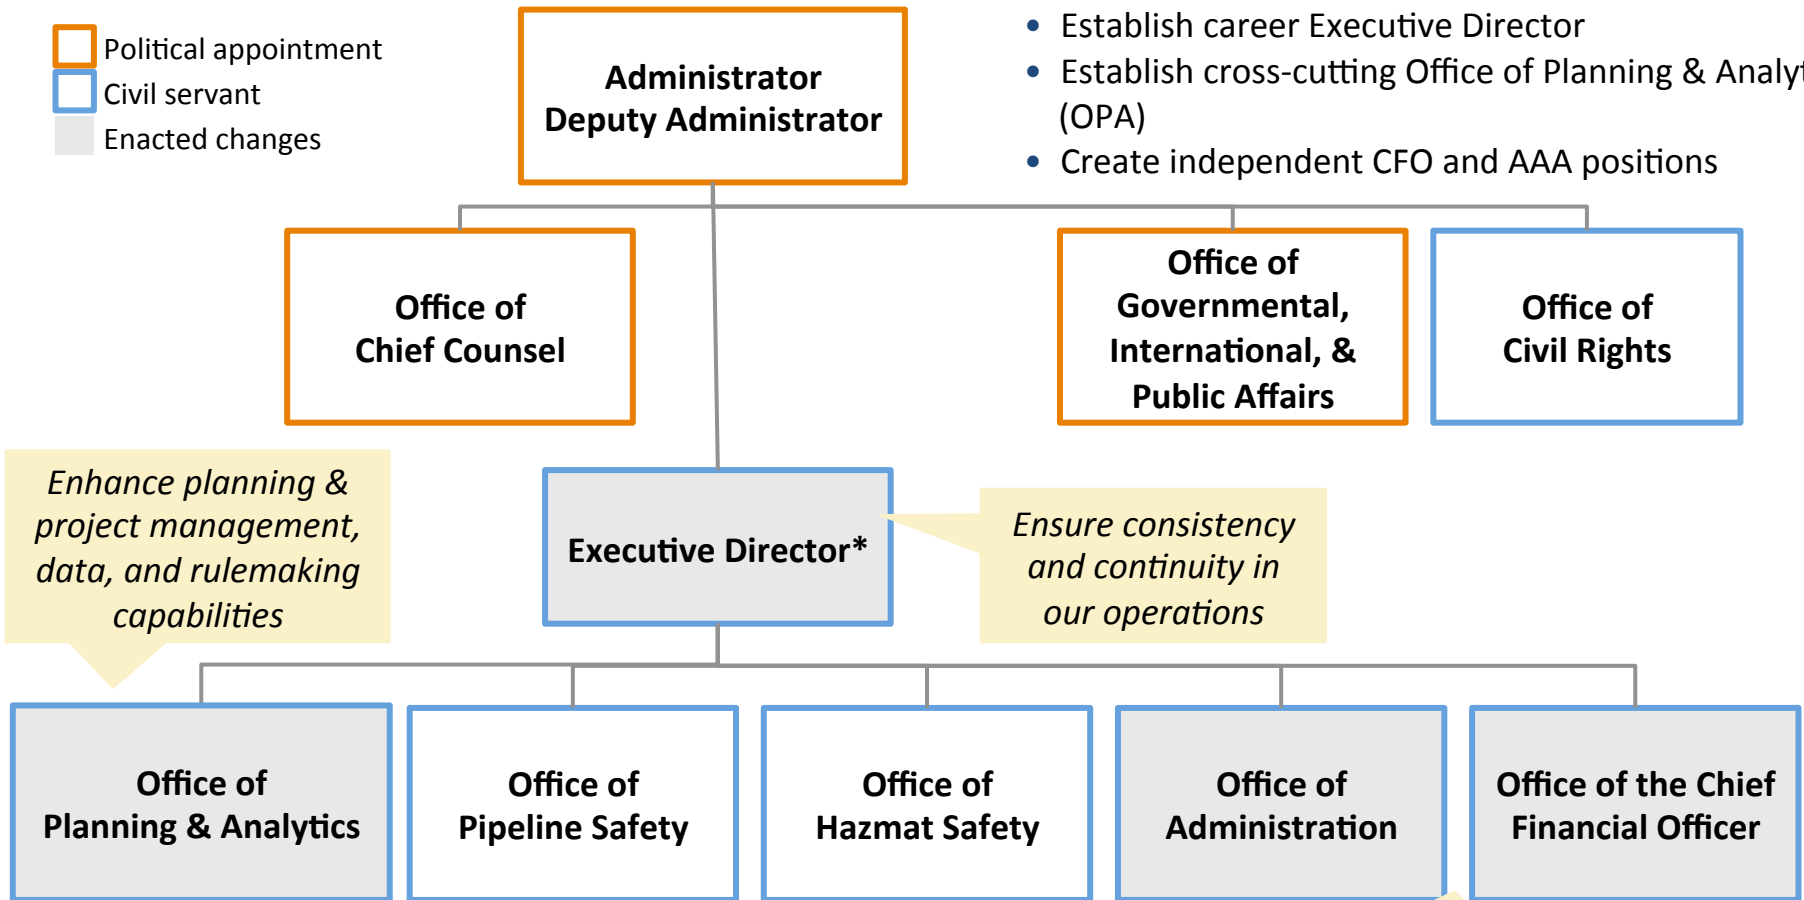 Political appointment
Civil servant
Enacted changes
Administrator
Deputy Administrator
• Establish career Executive Director
• Establish cross-cutting Office of Planning & Analyt
(OPA)
• Create independent CFO and AAA positions
Office of
Chief Counsel
Office of
Governmental,
International, &
Public Affairs
Office of
Civil Rights
Enhance planning &
project management,
data, and rulemaking
capabilities
Executive Director*
Ensure consistency
and continuity in
our operations
Office of
Planning & Analytics
Office of
Pipeline Safety
Office of
Hazmat Safety
Office of
Administration
Office of the Chief
Financial Officer